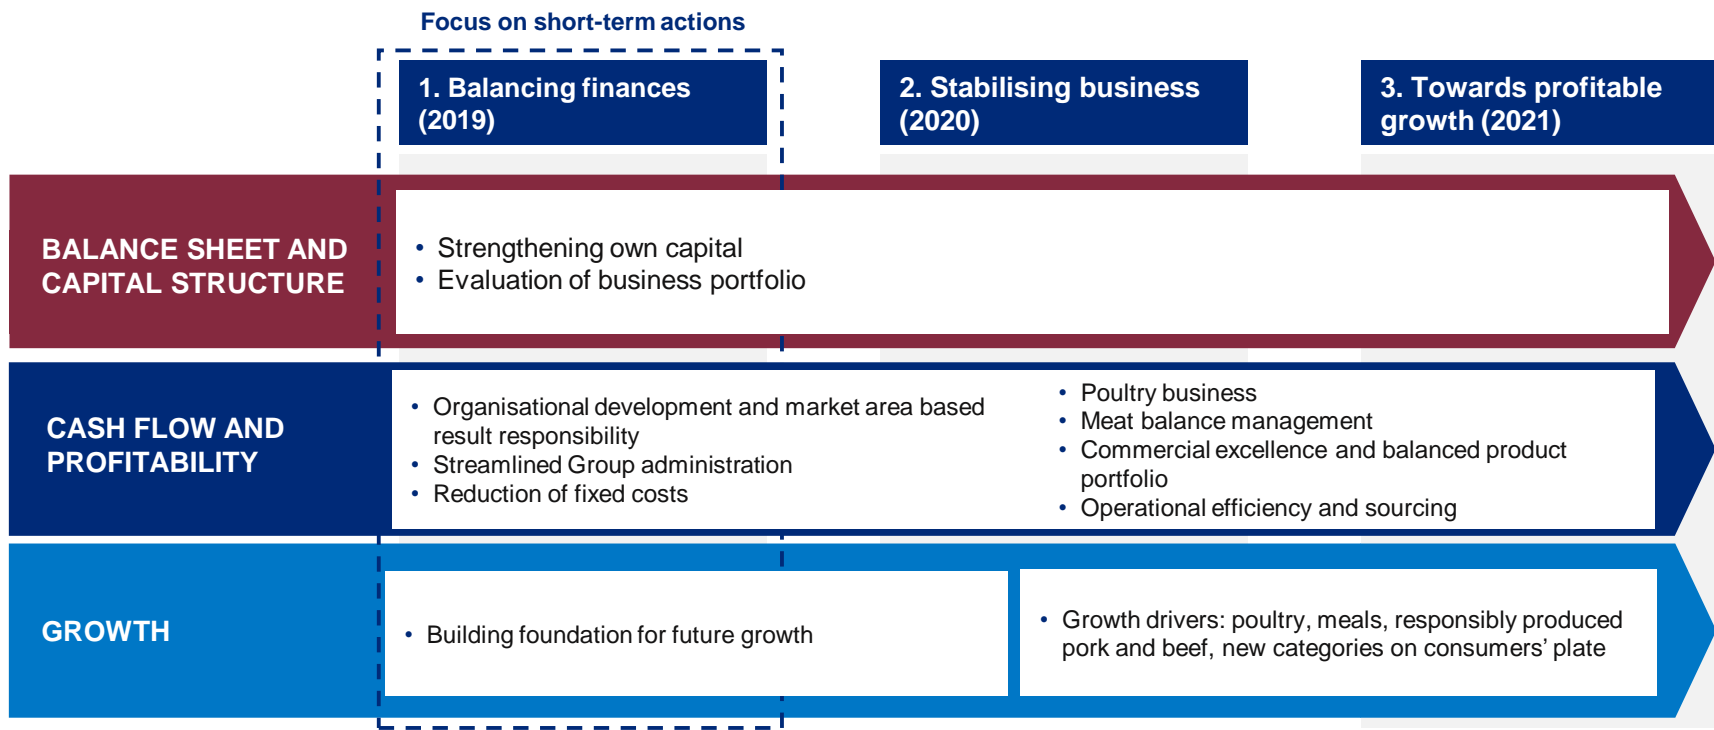 Focus on short-term actions
1. Balancing finances
(2019)
2. Stabilising business
(2020)
3. Towards profitable
growth (2021)
BALANCE SHEET AND
CAPITAL STRUCTURE
• Strengthening own capital
• Evaluation of business portfolio
CASH FLOW AND
PROFITABILITY
• Organisational development and market area based
result responsibility
• Streamlined Group administration
• Reduction of fixed costs
• Poultry business
• Meat balance management
• Commercial excellence and balanced product
portfolio
• Operational efficiency and sourcing
GROWTH
• Building foundation for future growth
• Growth drivers: poultry, meals, responsibly produced
pork and beef, new categories on consumers’ plate